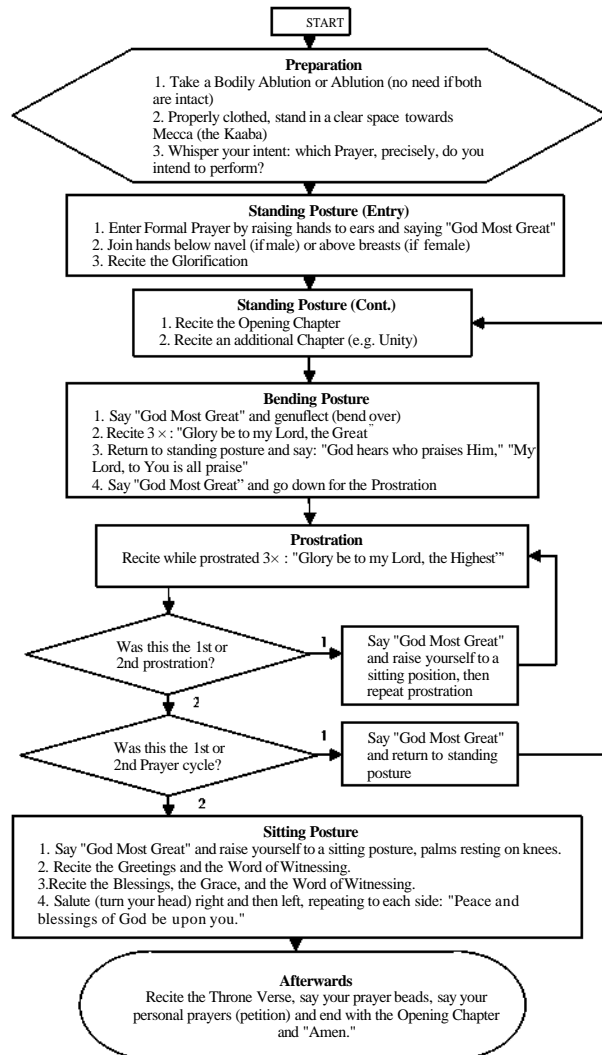 START
Preparation
1. Take a Bodily Ablution or Ablution (no need if both
are intact)
2. Properly clothed, stand in a clear space towards
Mecca (the Kaaba)
3. Whisper your intent: which Prayer, precisely, do you
intend to perform?
Standing Posture (Entry)
1. Enter Formal Prayer by raising hands to ears and saying "God Most Great"
2. Join hands below navel (if male) or above breasts (if female)
3. Recite the Glorification
Standing Posture (Cont.)
1. Recite the Opening Chapter
2. Recite an additional Chapter (e.g. Unity)
Bending Posture
1. Say "God Most Great" and genuflect (bend over)
2. Recite 3 × : "Glory be to my Lord, the Great"
3. Return to standing posture and say: "God hears who praises Him," "My
Lord, to You is all praise"
4. Say "God Most Great” and go down for the Prostration
Prostration
Recite while prostrated 3× : "Glory be to my Lord, the Highest”'
Was this the 1st or
2nd prostration?
1
Say "God Most Great"
and raise yourself to a
sitting position, then
repeat prostration
2
Was this the 1st or
2nd Prayer cycle?
1
Say "God Most Great"
and return to standing
posture
2
Sitting Posture
1. Say "God Most Great" and raise yourself to a sitting posture, palms resting on knees.
2. Recite the Greetings and the Word of Witnessing.
3.Recite the Blessings, the Grace, and the Word of Witnessing.
4. Salute (turn your head) right and then left, repeating to each side: "Peace and
blessings of God be upon you."
Afterwards
Recite the Throne Verse, say your prayer beads, say your
personal prayers (petition) and end with the Opening Chapter
and "Amen."